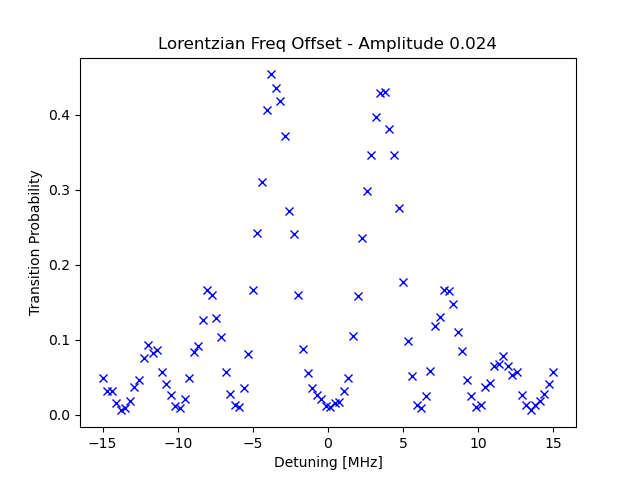 Lorentzian Freq Offset - Amplitude 0.024
Transition Probability
0.4
0.3
0.2
0.1
0.0
−15 −10 −5 0 5 10 15
Detuning [MHz]